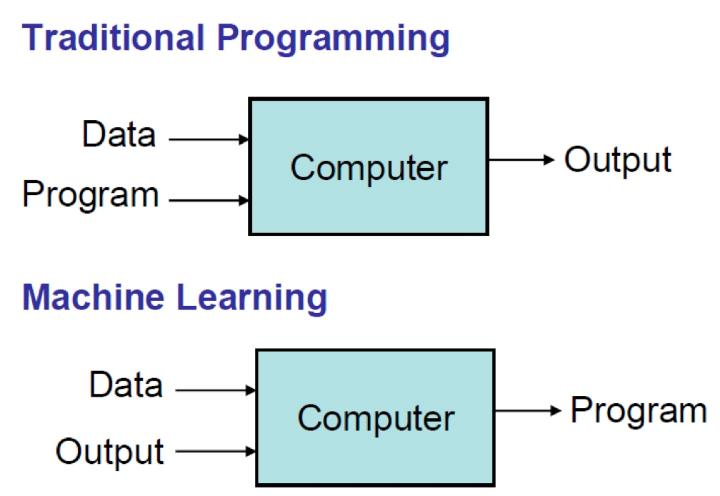 Traditional Programming
Data
Program
Computer
Output
Machine Learning
Data
Output
Computer
Program